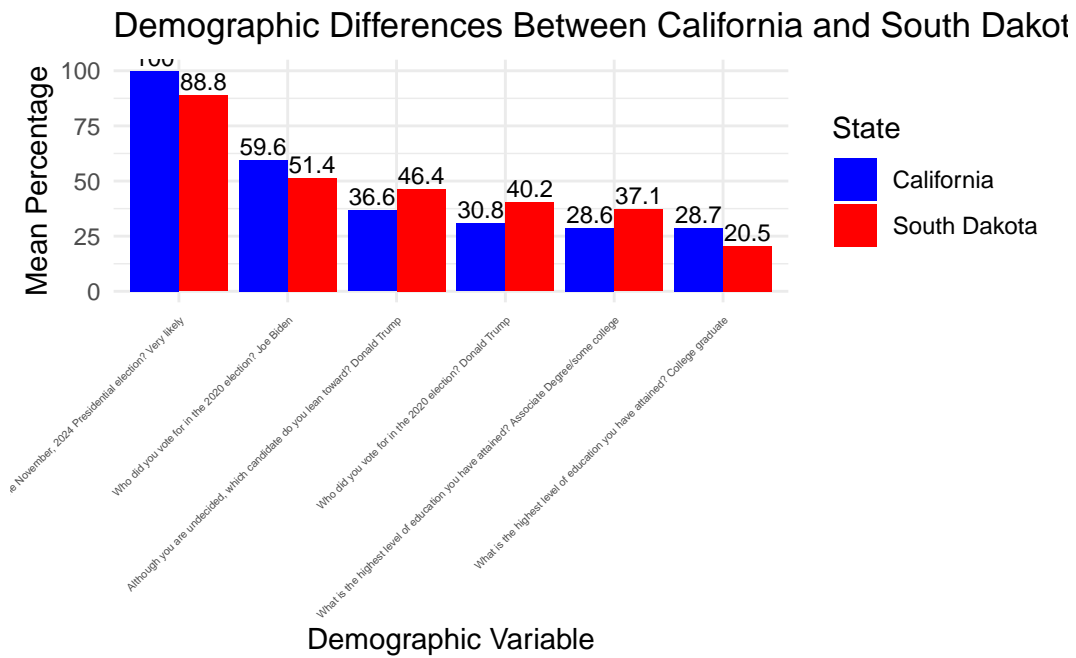 Demographic Differences Between California and South Dakot
Mean Percentage
100
75
50
25
0
100
88.8
59.6
51.4
36.6
46.4
30.8
40.2
28.6
37.1
28.7
20.5
State
California
South Dakota
e November, 2024 Presidential election? Very likely
Who did you vote for in the 2020 election? Joe Biden
Although you are undecided, which candidate do you lean toward? Donald Trump
Who did you vote for in the 2020 election? Donald Trump
What is the highest level of education you have attained? Associate Degree/some college
What is the highest level of education you have attained? College graduate
Demographic Variable